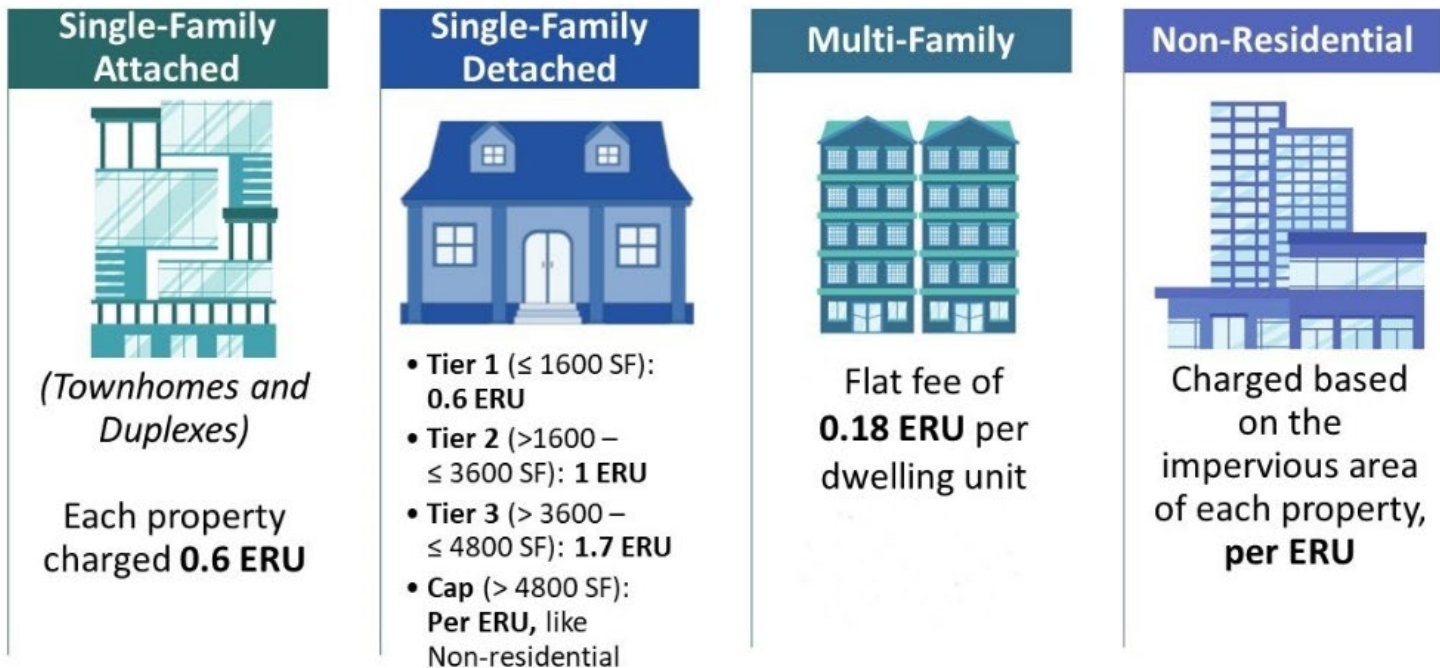 Single-Family
Attached
(Townhomes and
Duplexes)
Each property
charged 0.6 ERU
Single-Family
Detached
• Tier 1 (≤ 1600 SF):
0.6 ERU
• Tier 2 (>1600 –
≤ 3600 SF): 1 ERU
• Tier 3 (> 3600 –
≤ 4800 SF): 1.7 ERU
• Cap (> 4800 SF):
Per ERU, like
Non-residential
Multi-Family
Flat fee of
0.18 ERU per
dwelling unit
Non-Residential
Charged based
on the
impervious area
of each property,
per ERU